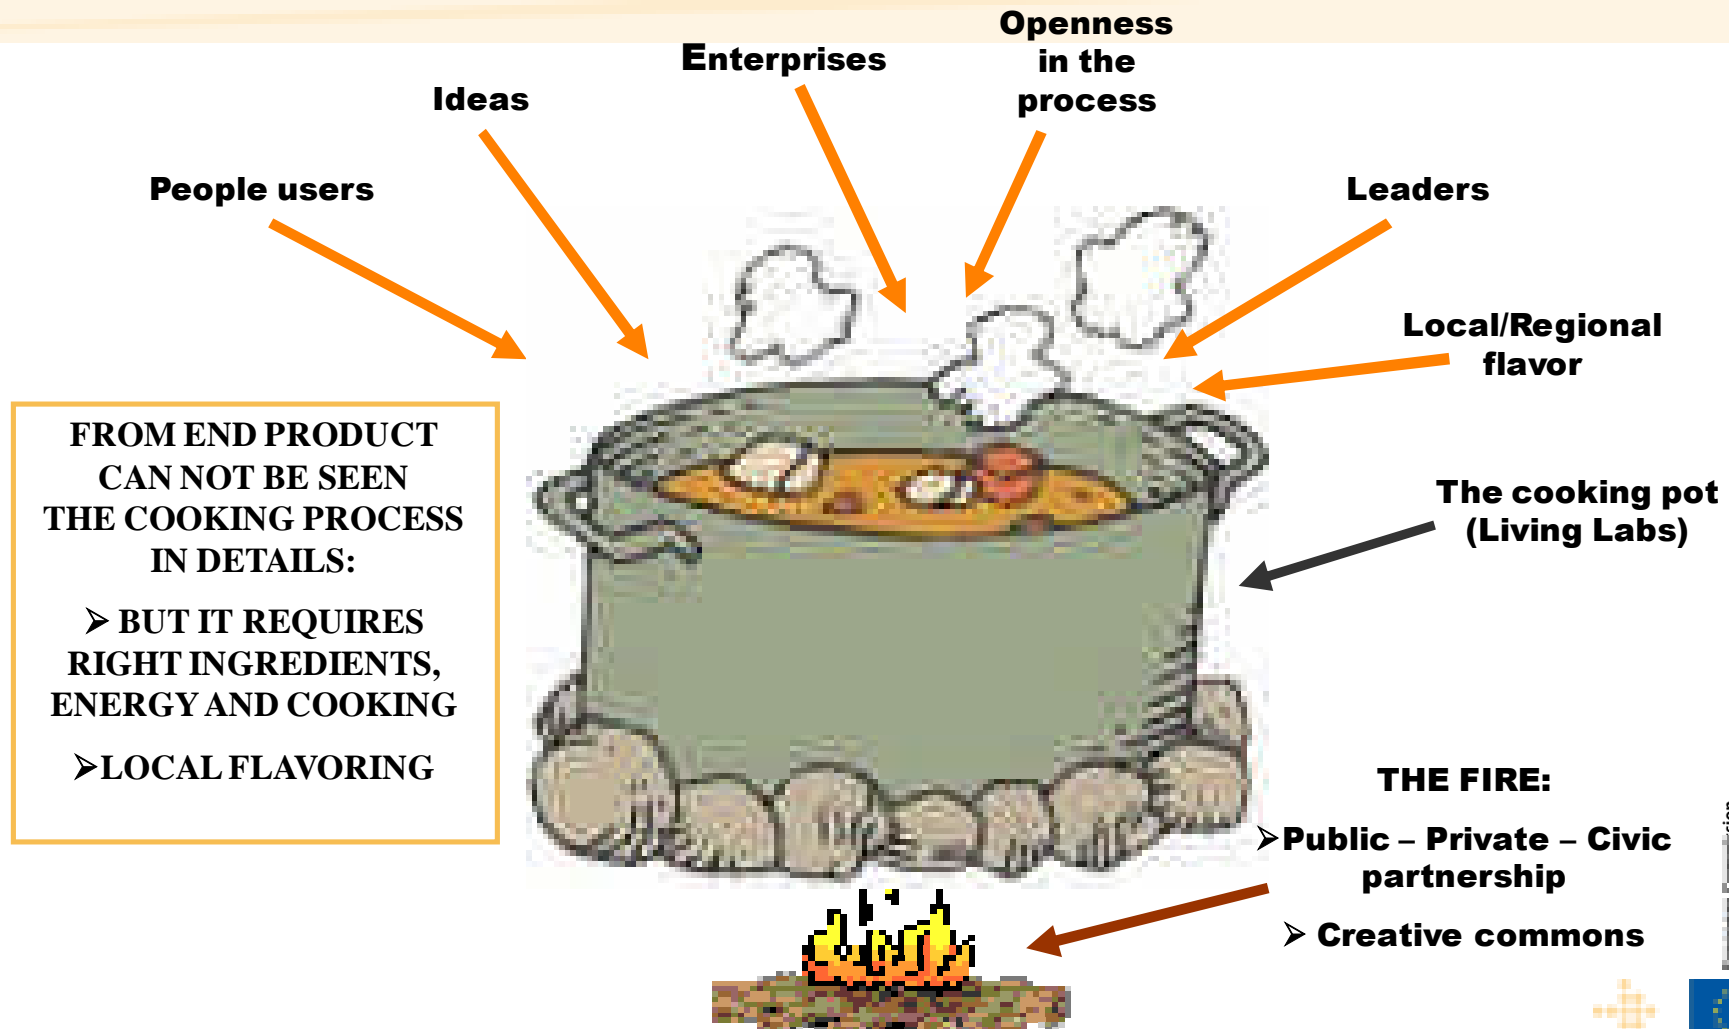 Openness
in the
process
Enterprises
Ideas
People users
Leaders
Local/Regional
flavor
FROM END PRODUCT
CAN NOT BE SEEN
THE COOKING PROCESS
IN DETAILS:
➢ BUT IT REQUIRES
RIGHT INGREDIENTS,
ENERGY AND COOKING
➢LOCAL FLAVORING
The cooking pot
(Living Labs)
THE FIRE:
➢Public – Private – Civic
partnership
➢ Creative commons